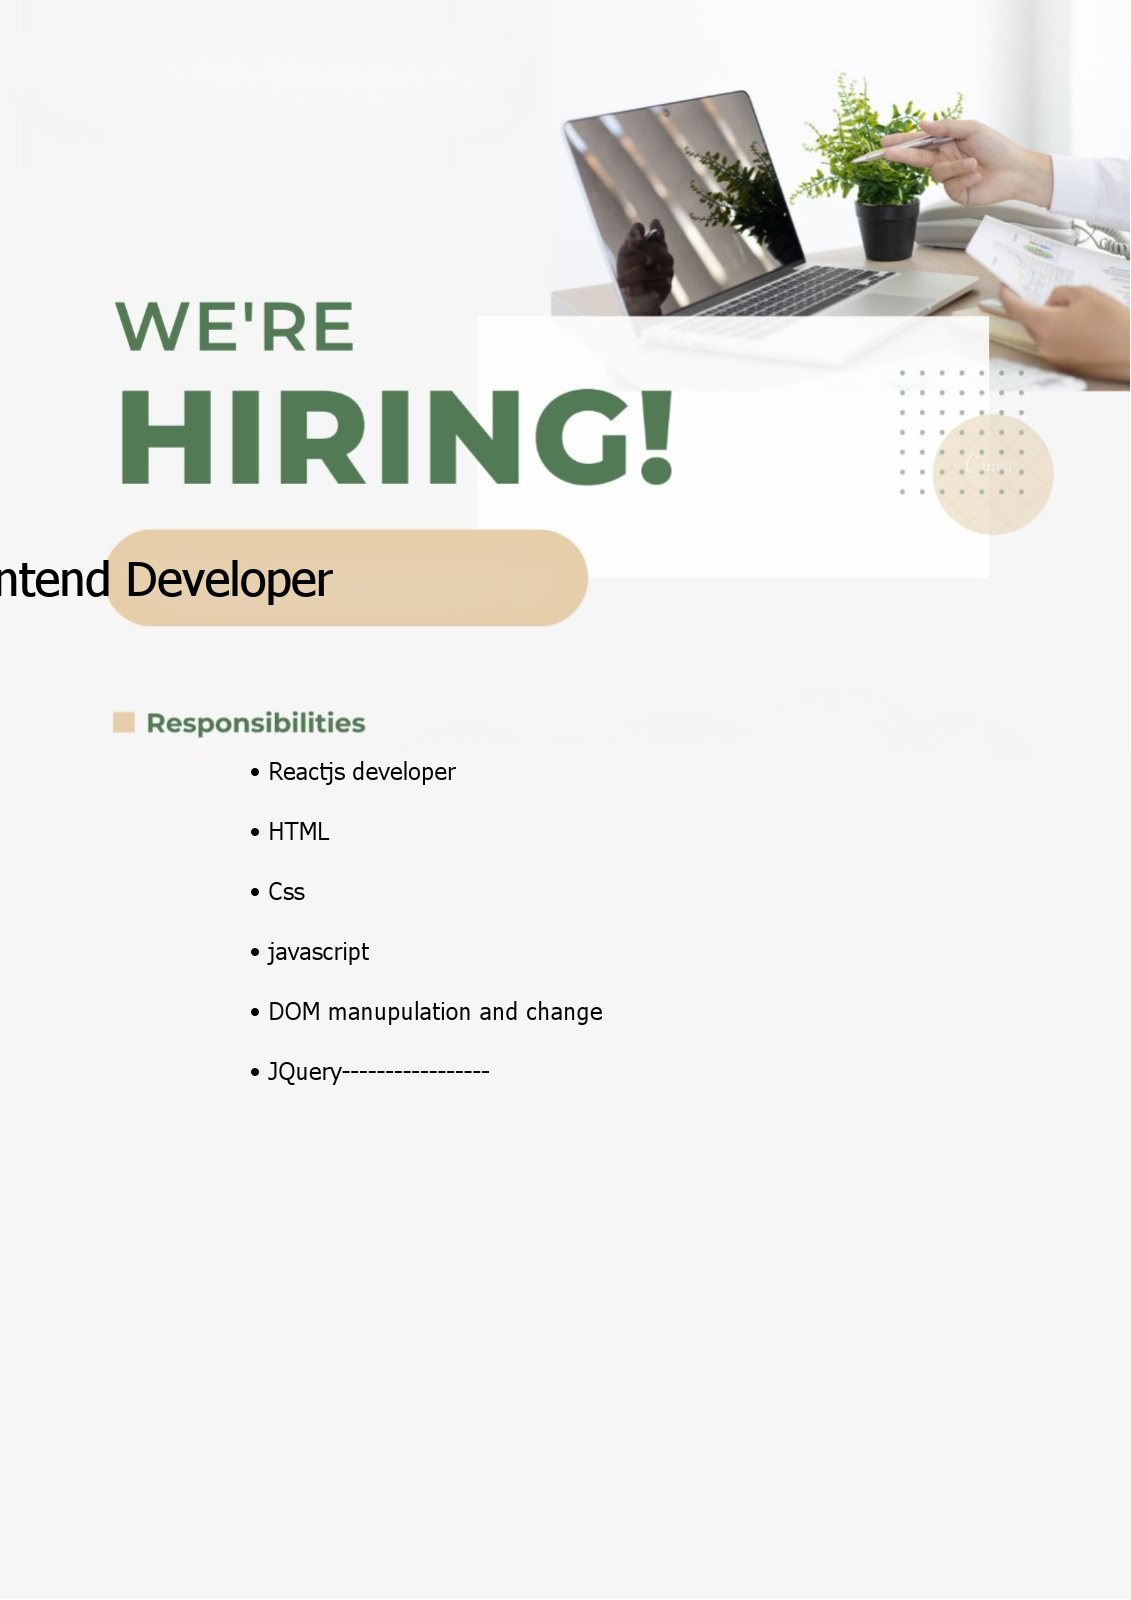 WE'RE
HIRING!
ntend Developer
Responsibilities
• Reactjs developer
• HTML
• Css
• javascript
• DOM manupulation and change
• JQuery-----------------